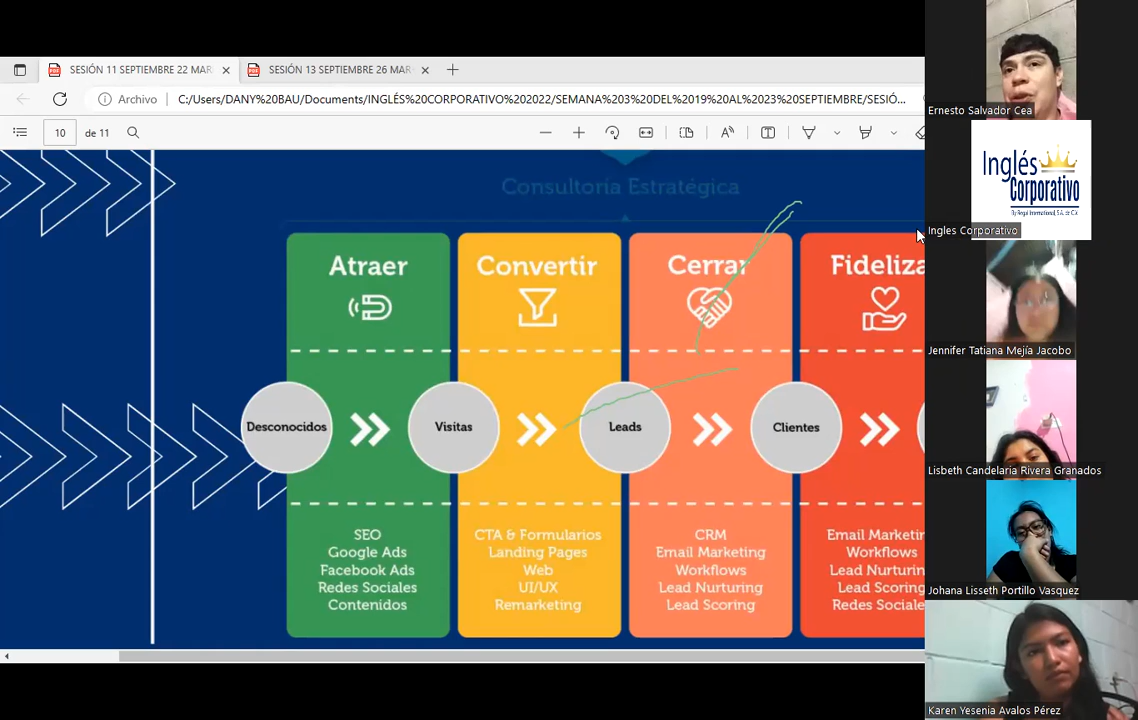 SESIÓN 11 SEPTIEMBRE 22 MAR
SESIÓN 13 SEPTIEMBRE 26 MAR
Archivo
C:/Users/DANY%20BAU/Documents/INGLÉS%20CORPORATIVO%202022/SEMANA%203%20DEL%2019%20AL%2023%20SEPTIEMBRE/SESIÓ...
10 de 11
Consultoría Estratégica
Atraer
Convertir
Cerrar
Fideliza
Desconocidos
Visitas
Leads
Clientes
SEO
Google Ads
Facebook Ads
Redes Sociales
Contenidos
CTA & Formularios
Landing Pages
Web
UI/UX
Remarketing
CRM
Email Marketing
Workflows
Lead Nurturing
Lead Scoring
Email Marketin
Workflows
Lead Nurturin
Lead Scoring
Redes Sociale
Ernesto Salvador Cea
Inglés
Corporativo
By Regal International, S.A. de C.V.
Ingles Corporativo
Jennifer Tatiana Mejía Jacobo
Lisbeth Candelaria Rivera Granados
Johana Lisseth Portillo Vasquez
Karen Yesenia Avalos Pérez